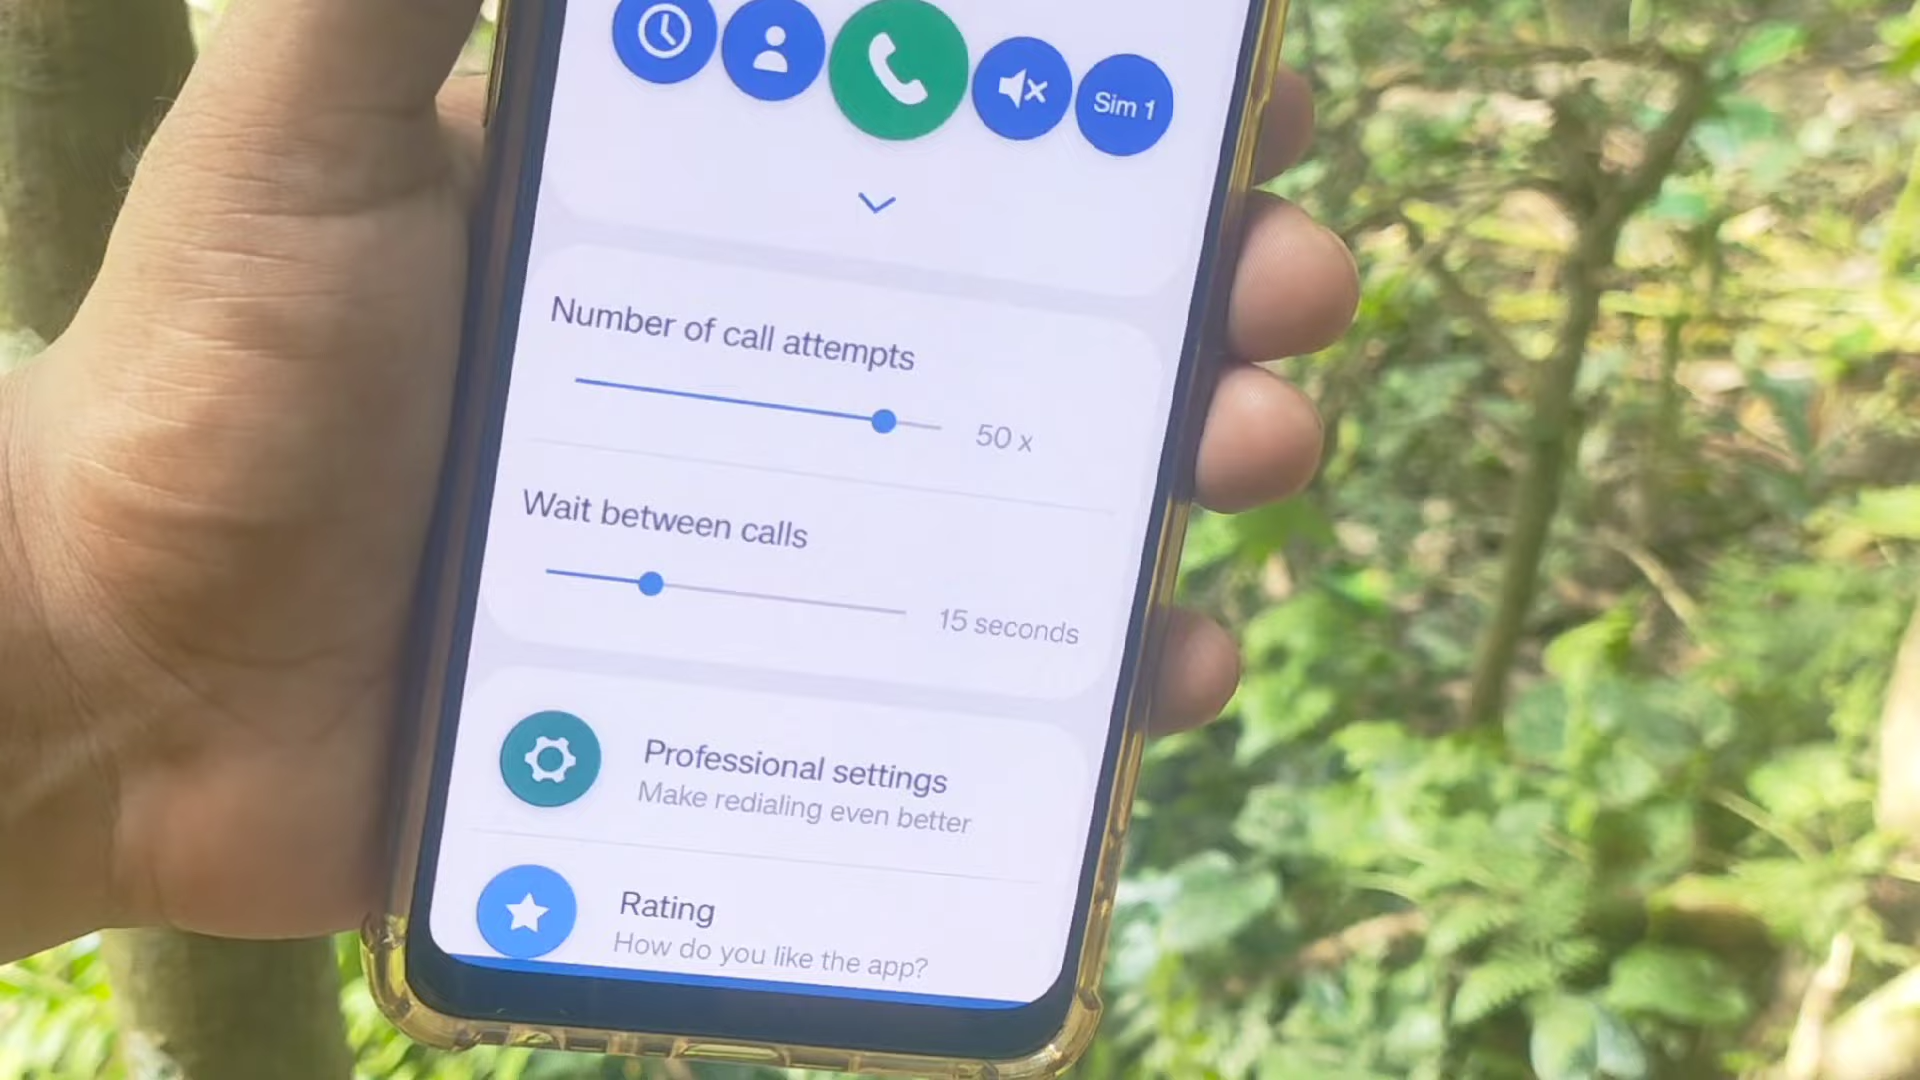 Sim 1
Number of call attempts
50 x
Wait between calls
15 seconds
Professional settings
Make redialing even better
Rating
How do you like the app?